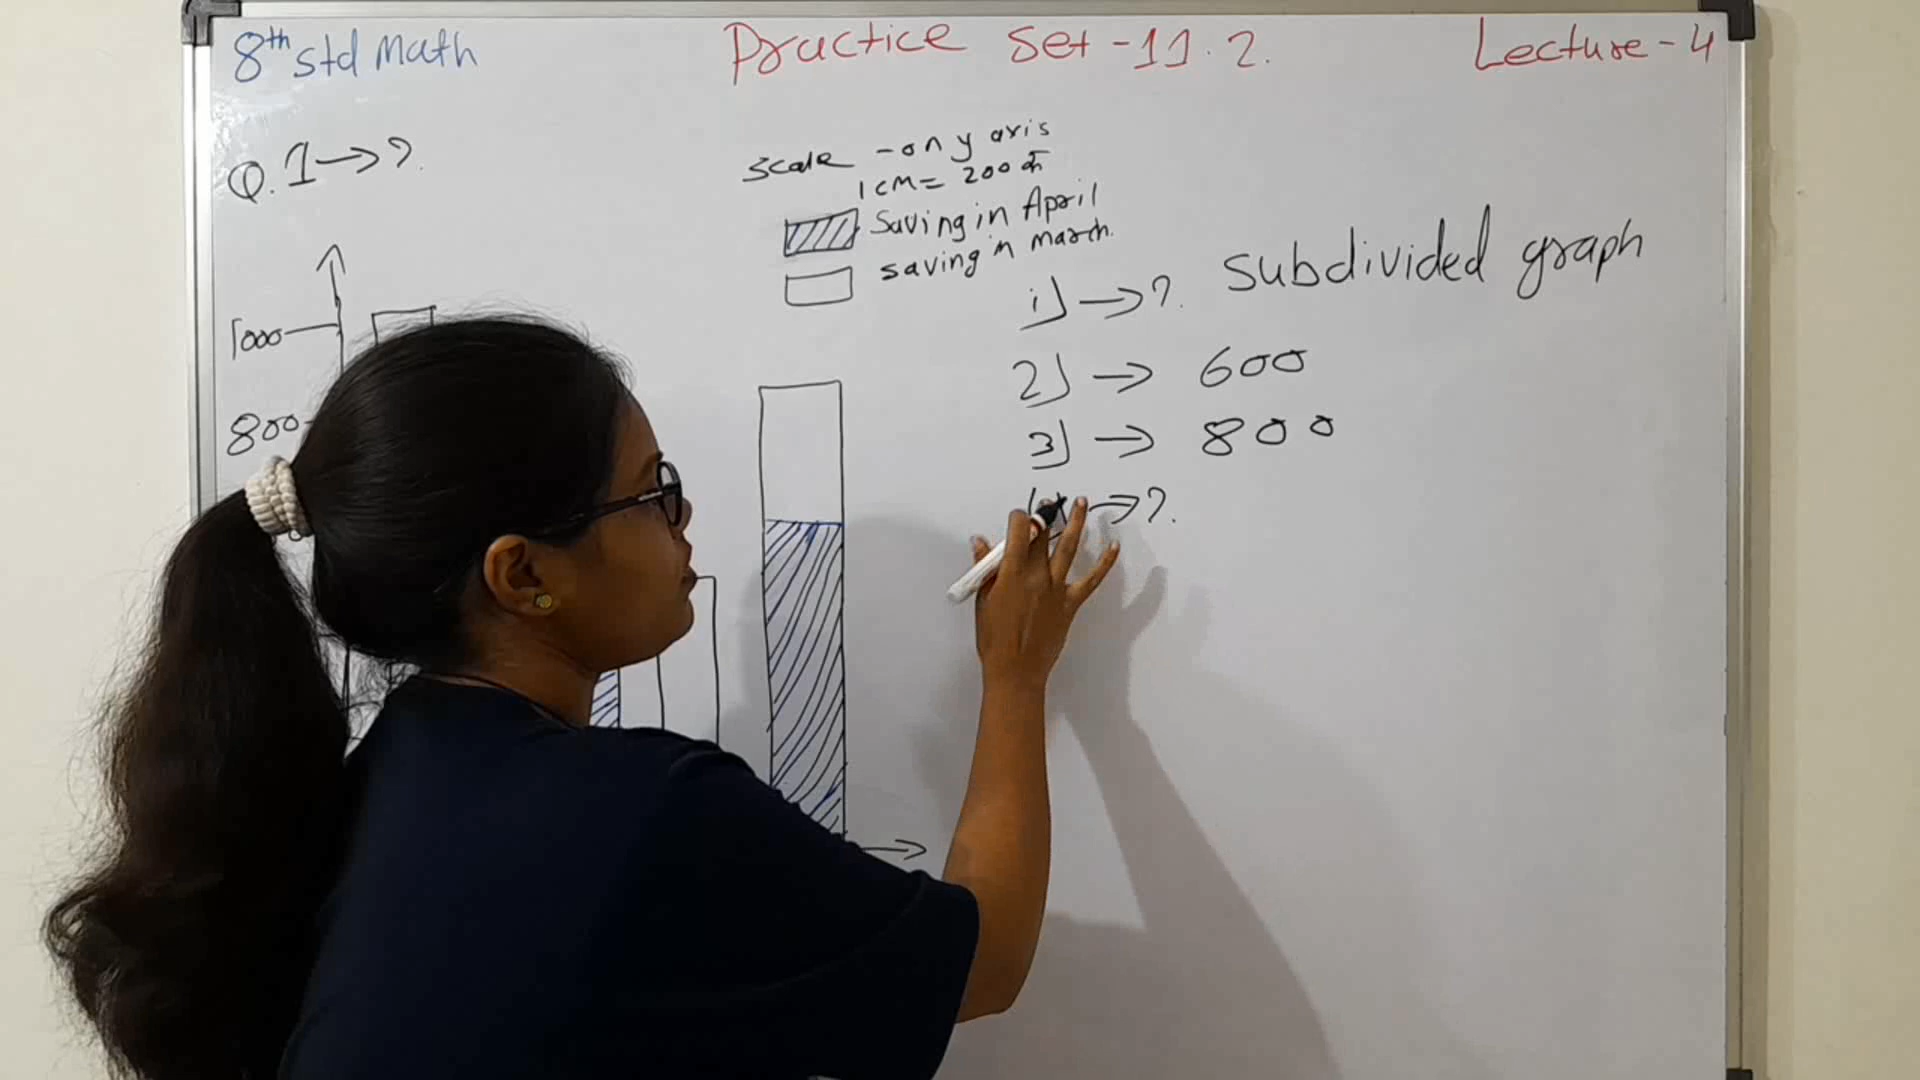 8th std Math
Practice Set-11.2.
Lecture-4
Q.1→?
Scale - on y axis
1 CM = 200
Saving in April
saving in march.
1000
800
1) →? subdivided graph
2) → 600
3) → 800
→?